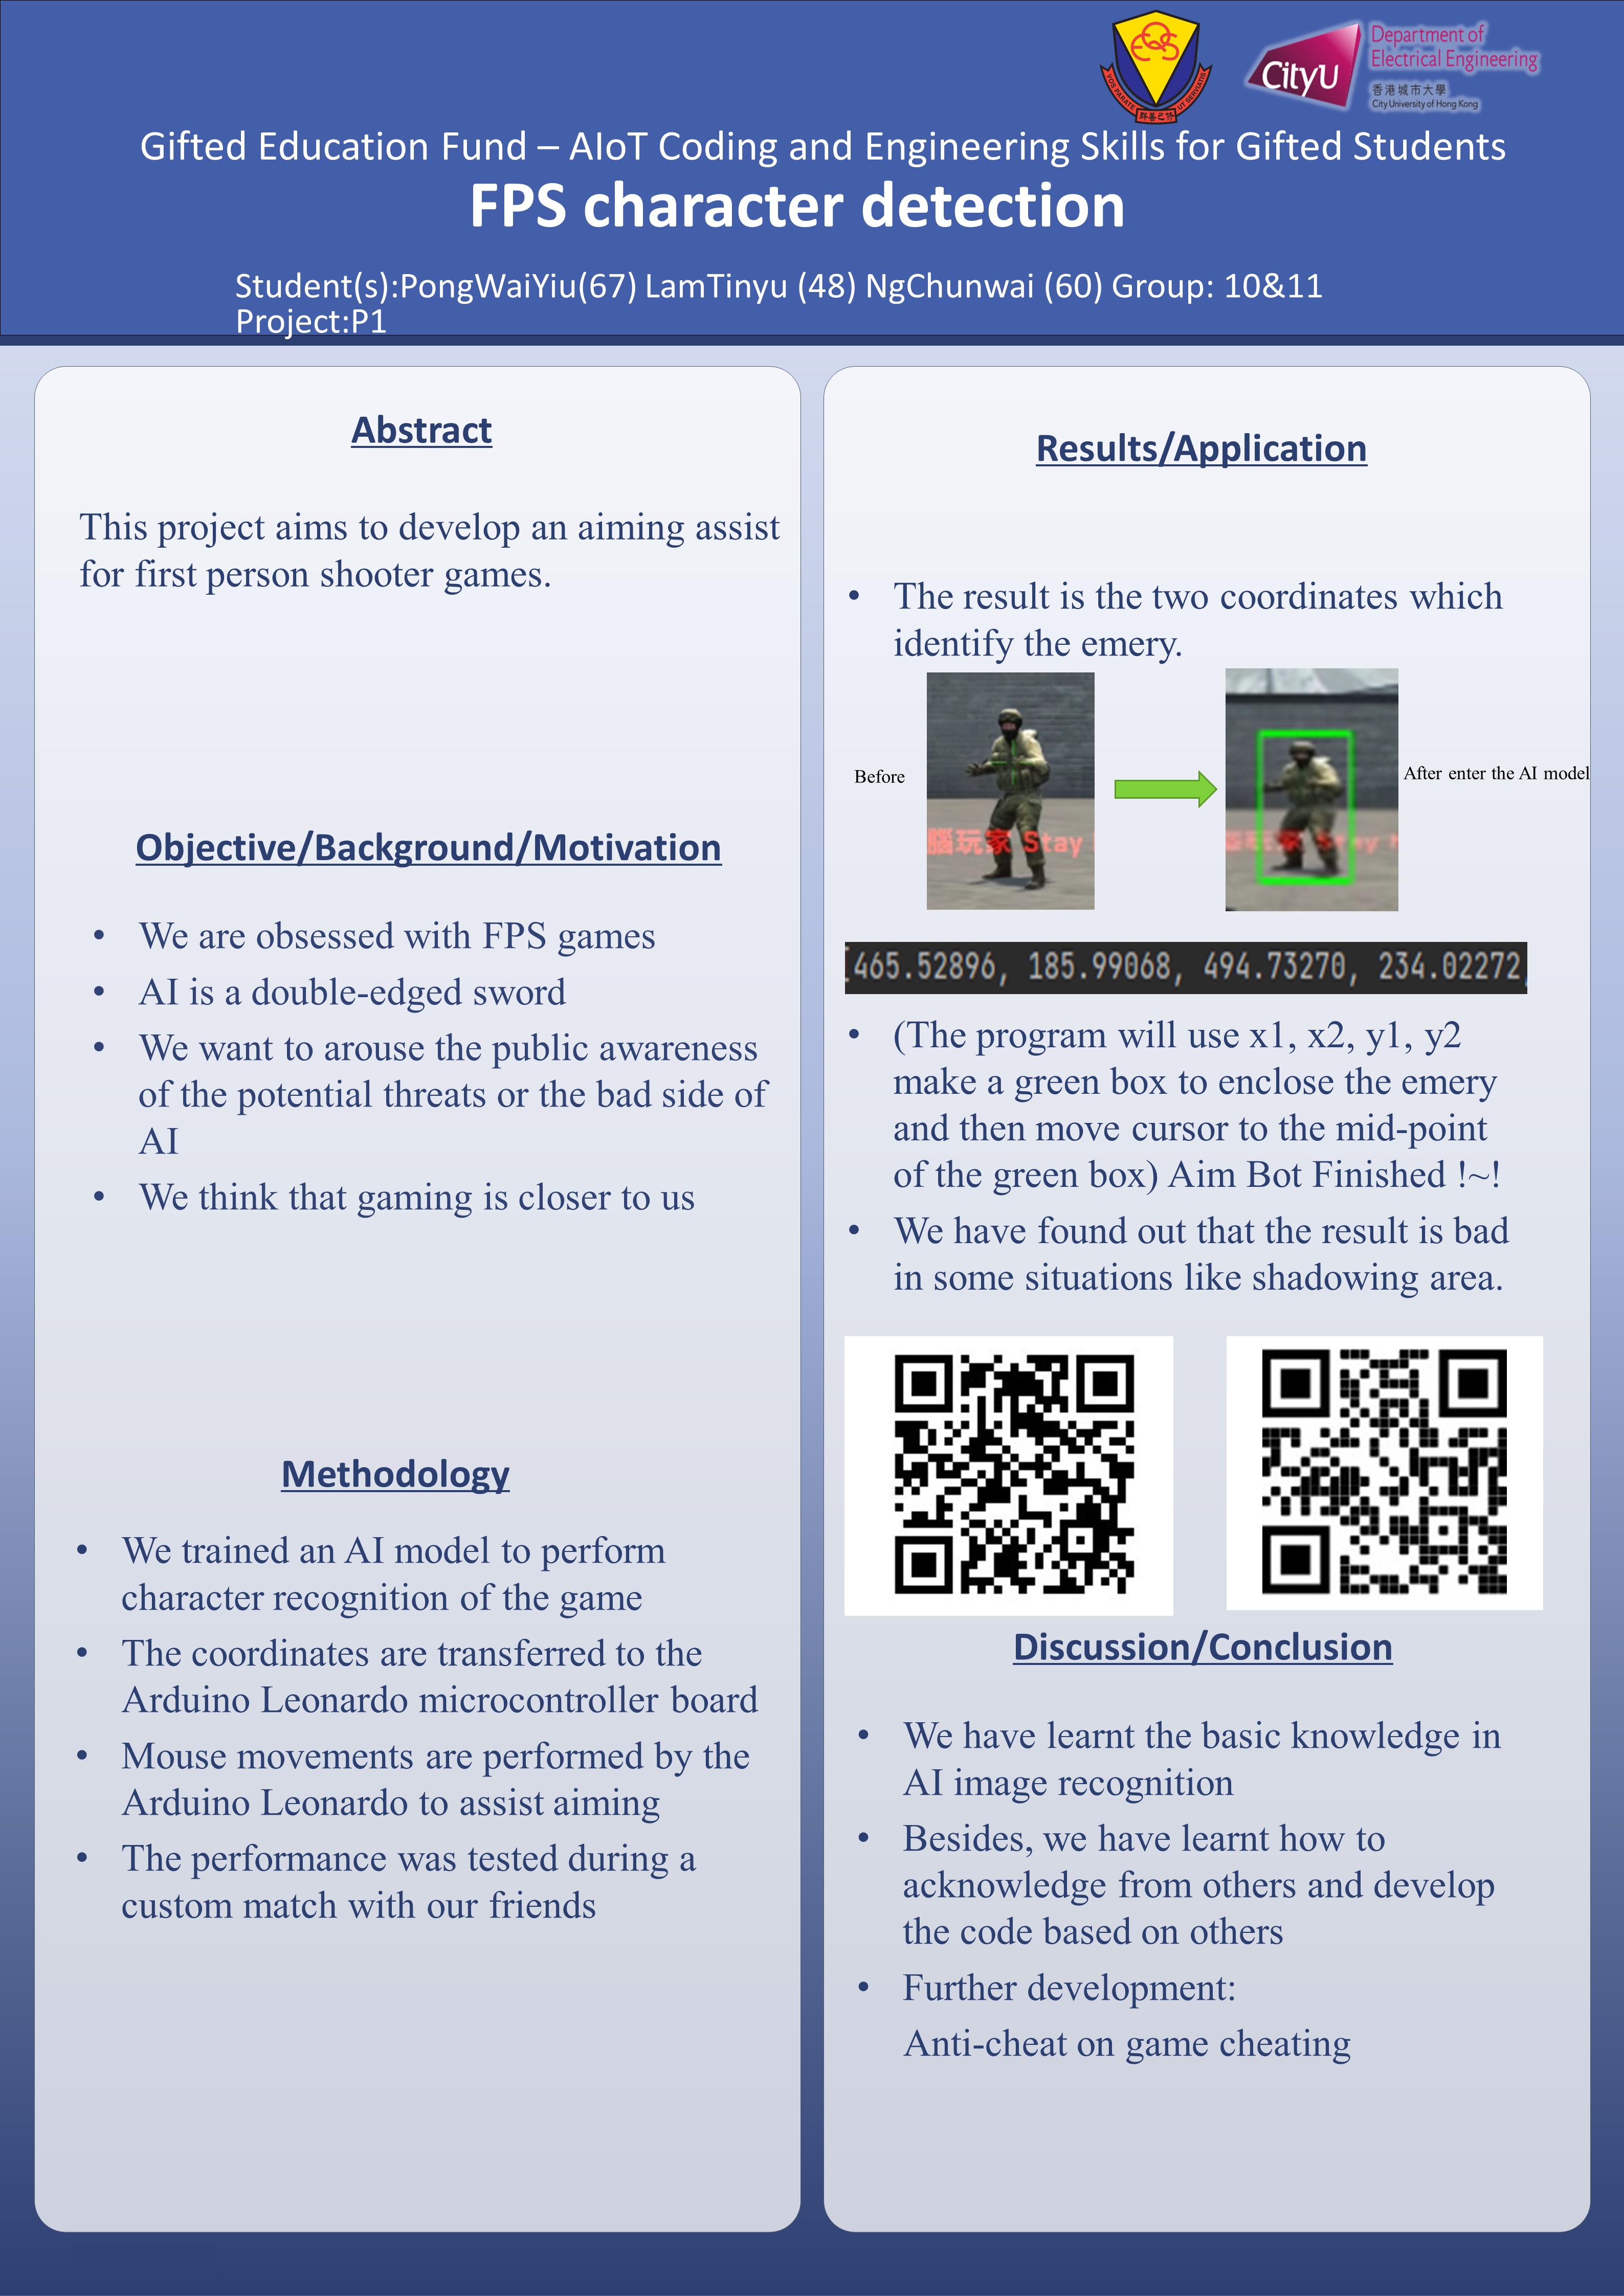 VOS PARATE UT SERVIATIS
群善己修
CityU
Department of
Electrical Engineering
香港城市大學
City University of Hong Kong
Gifted Education Fund – AIoT Coding and Engineering Skills for Gifted Students
FPS character detection
Student(s):PongWaiYiu(67) LamTinyu (48) NgChunwai (60) Group: 10&11
Project:P1
Abstract
This project aims to develop an aiming assist
for first person shooter games.
Objective/Background/Motivation
• We are obsessed with FPS games
• AI is a double-edged sword
• We want to arouse the public awareness
of the potential threats or the bad side of
AI
• We think that gaming is closer to us
Methodology
• We trained an AI model to perform
character recognition of the game
• The coordinates are transferred to the
Arduino Leonardo microcontroller board
• Mouse movements are performed by the
Arduino Leonardo to assist aiming
• The performance was tested during a
custom match with our friends
Results/Application
• The result is the two coordinates which
identify the emery.
Before
腦玩家 Stay
After enter the AI model
[465.52896, 185.99068, 494.73270, 234.02272,
• (The program will use x1, x2, y1, y2
make a green box to enclose the emery
and then move cursor to the mid-point
of the green box) Aim Bot Finished !~!
• We have found out that the result is bad
in some situations like shadowing area.
Discussion/Conclusion
• We have learnt the basic knowledge in
AI image recognition
• Besides, we have learnt how to
acknowledge from others and develop
the code based on others
• Further development:
Anti-cheat on game cheating